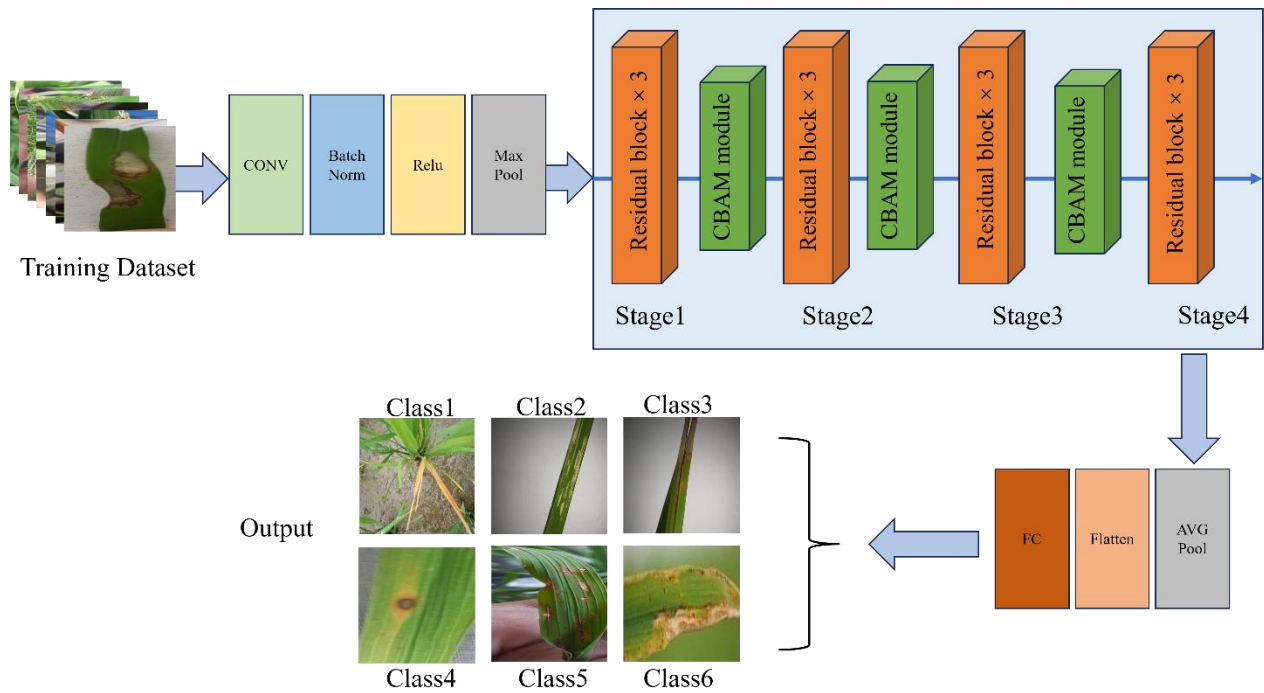 Training Dataset
CONV
Batch
Norm
Relu
Max
Pool
Residual block × 3
CBAM module
Residual block × 3
CBAM module
Residual block × 3
CBAM module
Residual block × 3
Stage1
Stage2
Stage3
Stage4
Class1
Class2
Class3
Output
Class4
Class5
Class6
FC
Flatten
AVG
Pool